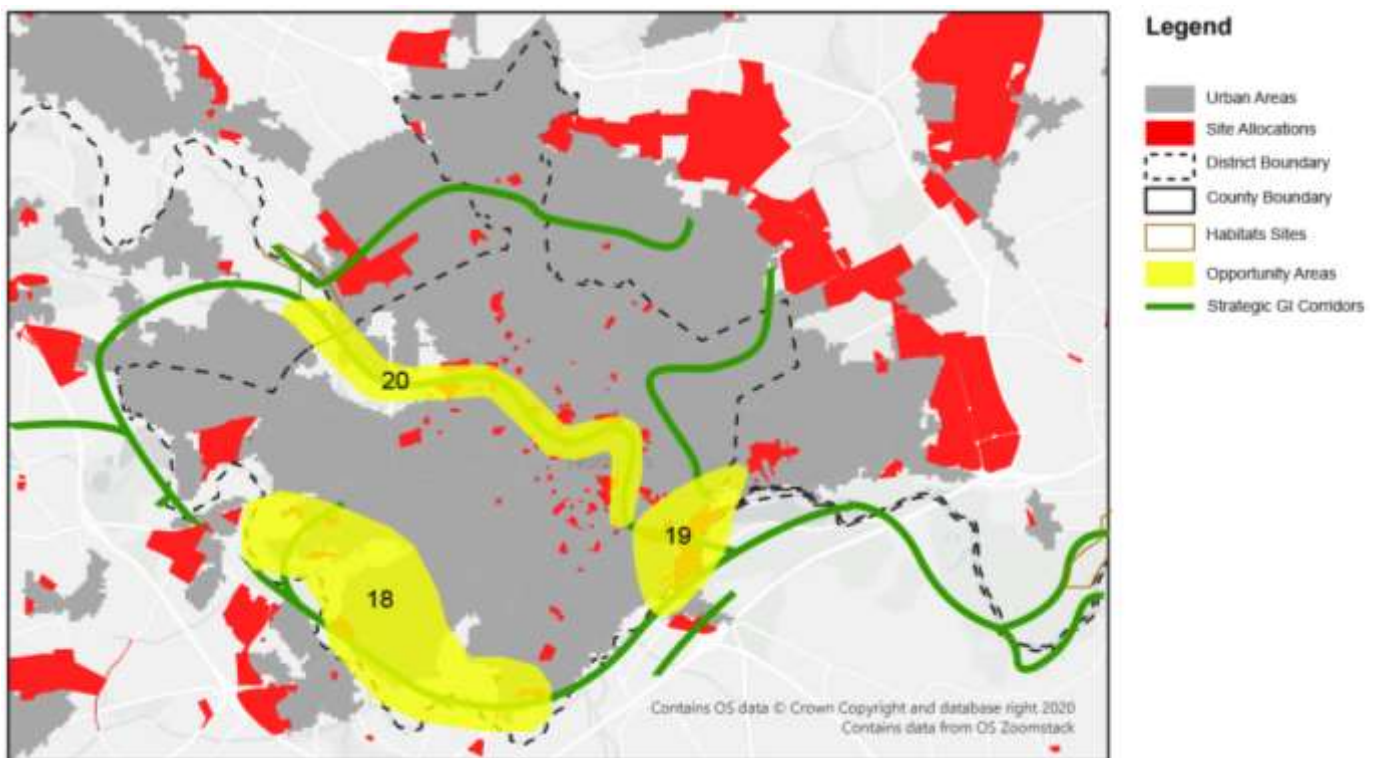 Legend
Urban Areas
Site Allocations
District Boundary
County Boundary
Habitats Sites
Opportunity Areas
Strategic GI Corridors
20
19
18
Contains OS data © Crown Copyright and database right 2020
Contains data from OS Zoomstack